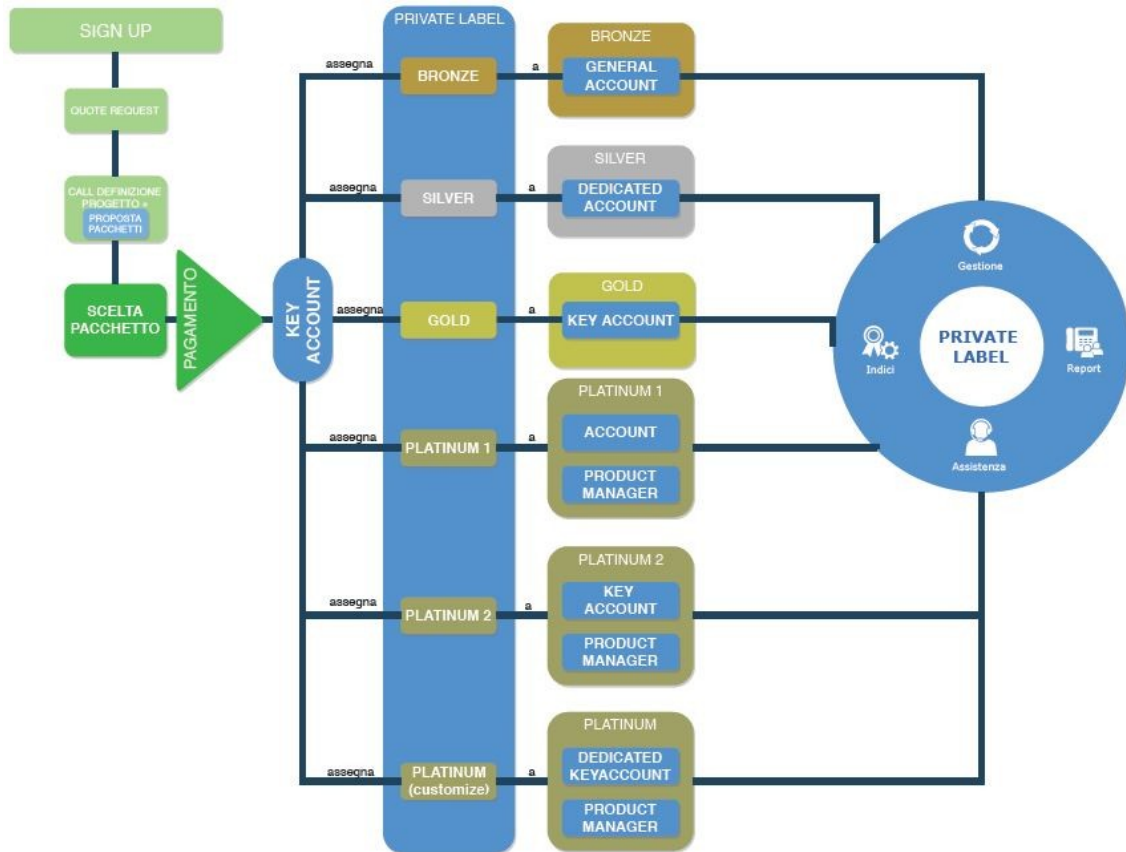 SIGN UP
QUOTE REQUEST
CALL DEFINIZIONE
PROGETTO +
PROPOSTA
PACCHETTI
SCELTA
PACCHETTO
PAGAMENTO
KEY
ACCOUNT
PRIVATE LABEL
assegna
BRONZE
a
BRONZE
GENERAL
ACCOUNT
assegna
SILVER
a
SILVER
DEDICATED
ACCOUNT
assegna
GOLD
a
GOLD
KEY ACCOUNT
assegna
PLATINUM 1
a
PLATINUM 1
ACCOUNT
PRODUCT
MANAGER
assegna
PLATINUM 2
a
PLATINUM 2
KEY
ACCOUNT
PRODUCT
MANAGER
assegna
PLATINUM
(customize)
a
PLATINUM
DEDICATED
KEYACCOUNT
PRODUCT
MANAGER
Gestione
Indici
PRIVATE
LABEL
Report
Assistenza